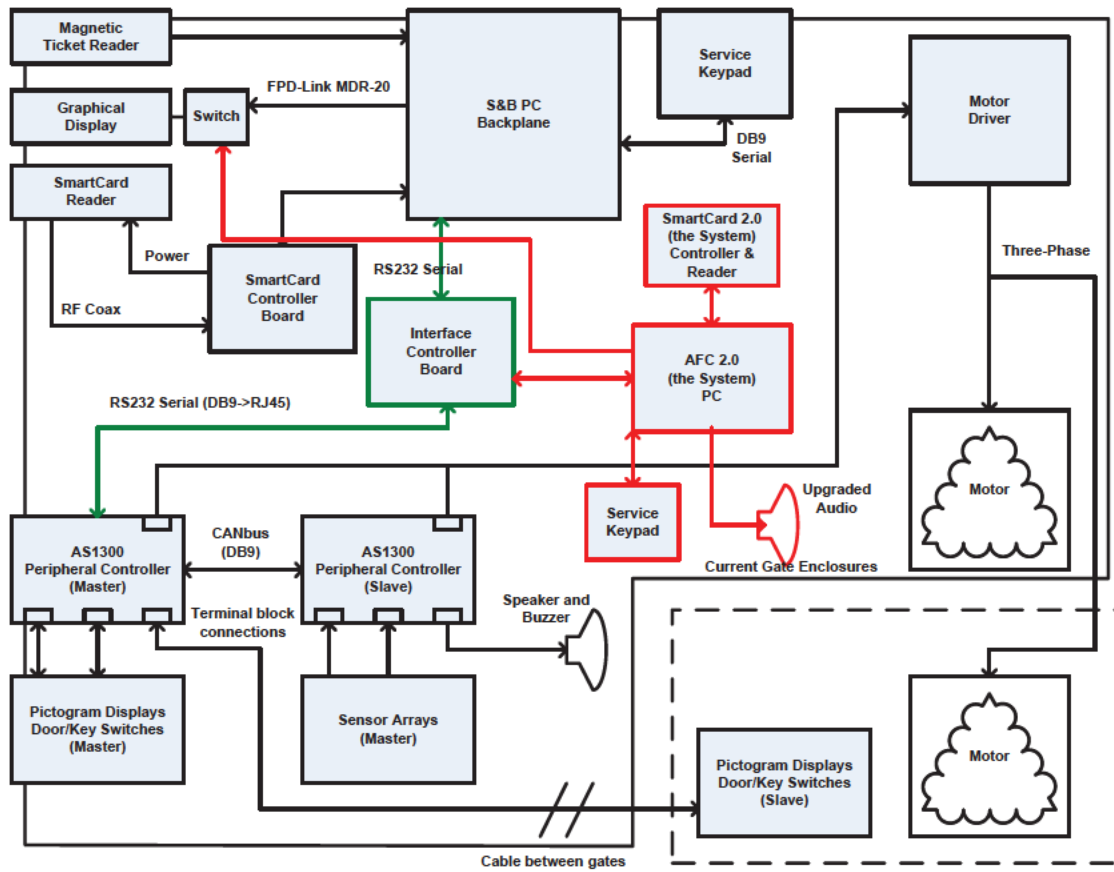 Magnetic
Ticket Reader
Graphical
Display
Switch
FPD-Link MDR-20
S&B PC
Backplane
Service
Keypad
DB9
Serial
Motor
Driver
SmartCard
Reader
Power
RF Coax
SmartCard
Controller
Board
RS232 Serial
SmartCard 2.0
(the System)
Controller &
Reader
Three-Phase
Interface
Controller
Board
AFC 2.0
(the System)
PC
RS232 Serial (DB9->RJ45)
Motor
Service
Keypad
Upgraded
Audio
Current Gate Enclosures
AS1300
Peripheral Controller
(Master)
CANbus
(DB9)
AS1300
Peripheral Controller
(Slave)
Terminal block
connections
Speaker and
Buzzer
Pictogram Displays
Door/Key Switches
(Master)
Sensor Arrays
(Master)
Pictogram Displays
Door/Key Switches
(Slave)
Motor
Cable between gates